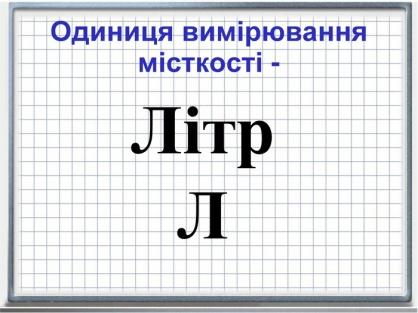 Одиниця вимірювання
місткості -
Літр
Л